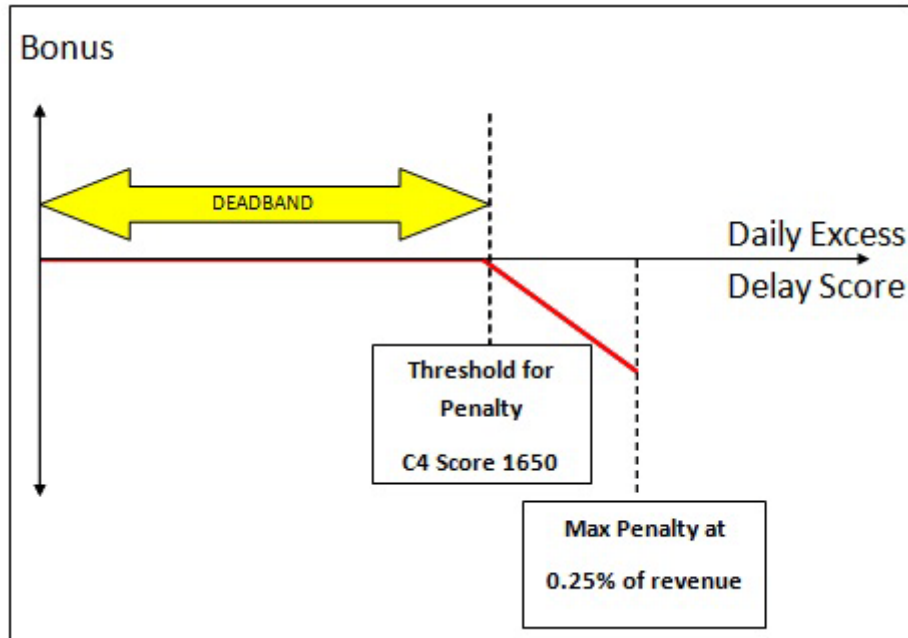 Bonus
DEADBAND
Daily Excess
Delay Score
Threshold for
Penalty
C4 Score 1650
Max Penalty at
0.25% of revenue